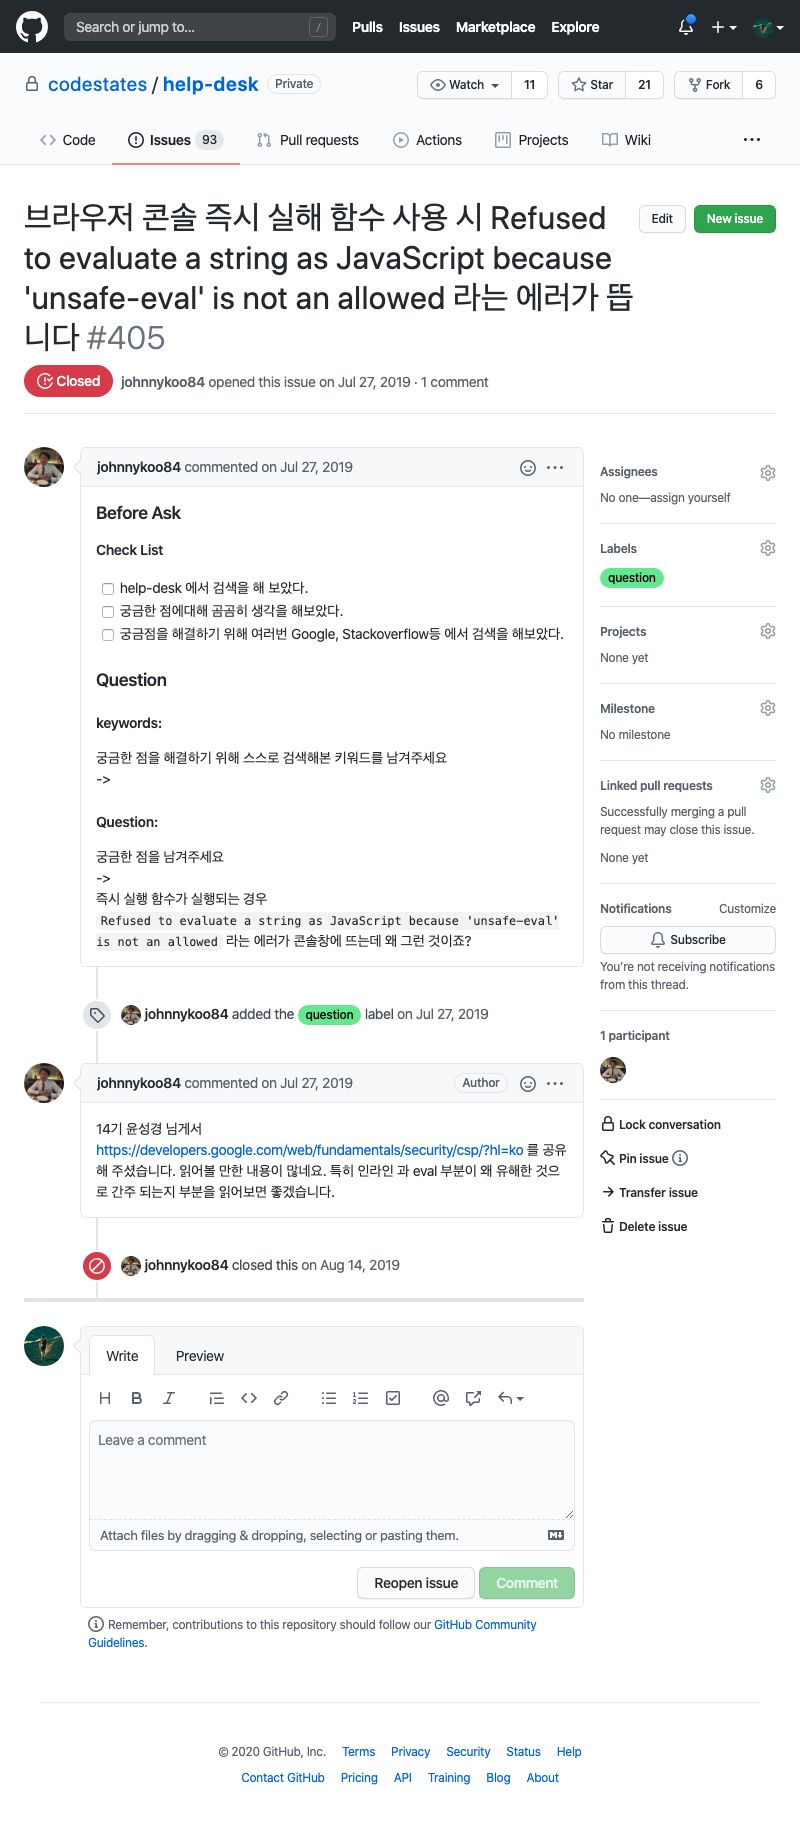 Search or jump to...
/
Pulls
Issues
Marketplace
Explore
codestates / help-desk
Private
Watch
11
Star
21
Fork
6
Code
Issues
93
Pull requests
Actions
Projects
Wiki
브라우저 콘솔 즉시 실해 함수 사용 시 Refused
to evaluate a string as JavaScript because
'unsafe-eval' is not an allowed 라는 에러가 뜹
니다 #405
Edit
New issue
Closed
johnnykoo84 opened this issue on Jul 27, 2019 · 1 comment
johnnykoo84 commented on Jul 27, 2019
Before Ask
Check List
help-desk 에서 검색을 해 보았다.
궁금한 점에대해 곰곰히 생각을 해보았다.
궁금점을 해결하기 위해 여러번 Google, Stackoverflow등 에서 검색을 해보았다.
Question
keywords:
궁금한 점을 해결하기 위해 스스로 검색해본 키워드를 남겨주세요
->
Question:
궁금한 점을 남겨주세요
->
즉시 실행 함수가 실행되는 경우
Refused to evaluate a string as JavaScript because 'unsafe-eval'
is not an allowed 라는 에러가 콘솔창에 뜨는데 왜 그런 것이죠?
johnnykoo84 added the question label on Jul 27, 2019
johnnykoo84 commented on Jul 27, 2019
Author
14기 윤성경 님게서
https://developers.google.com/web/fundamentals/security/csp/?hl=ko 를 공유
해 주셨습니다. 읽어볼 만한 내용이 많네요. 특히 인라인 과 eval 부분이 왜 유해한 것으
로 간주 되는지 부분을 읽어보면 좋겠습니다.
johnnykoo84 closed this on Aug 14, 2019
Write
Preview
H B I
Leave a comment
Attach files by dragging & dropping, selecting or pasting them.
Reopen issue
Comment
Remember, contributions to this repository should follow our GitHub Community
Guidelines.
Assignees
No one—assign yourself
Labels
question
Projects
None yet
Milestone
No milestone
Linked pull requests
Successfully merging a pull
request may close this issue.
None yet
Notifications
Customize
Subscribe
You're not receiving notifications
from this thread.
1 participant
Lock conversation
Pin issue
Transfer issue
Delete issue
© 2020 GitHub, Inc.
Terms
Privacy
Security
Status
Help
Contact GitHub
Pricing
API
Training
Blog
About